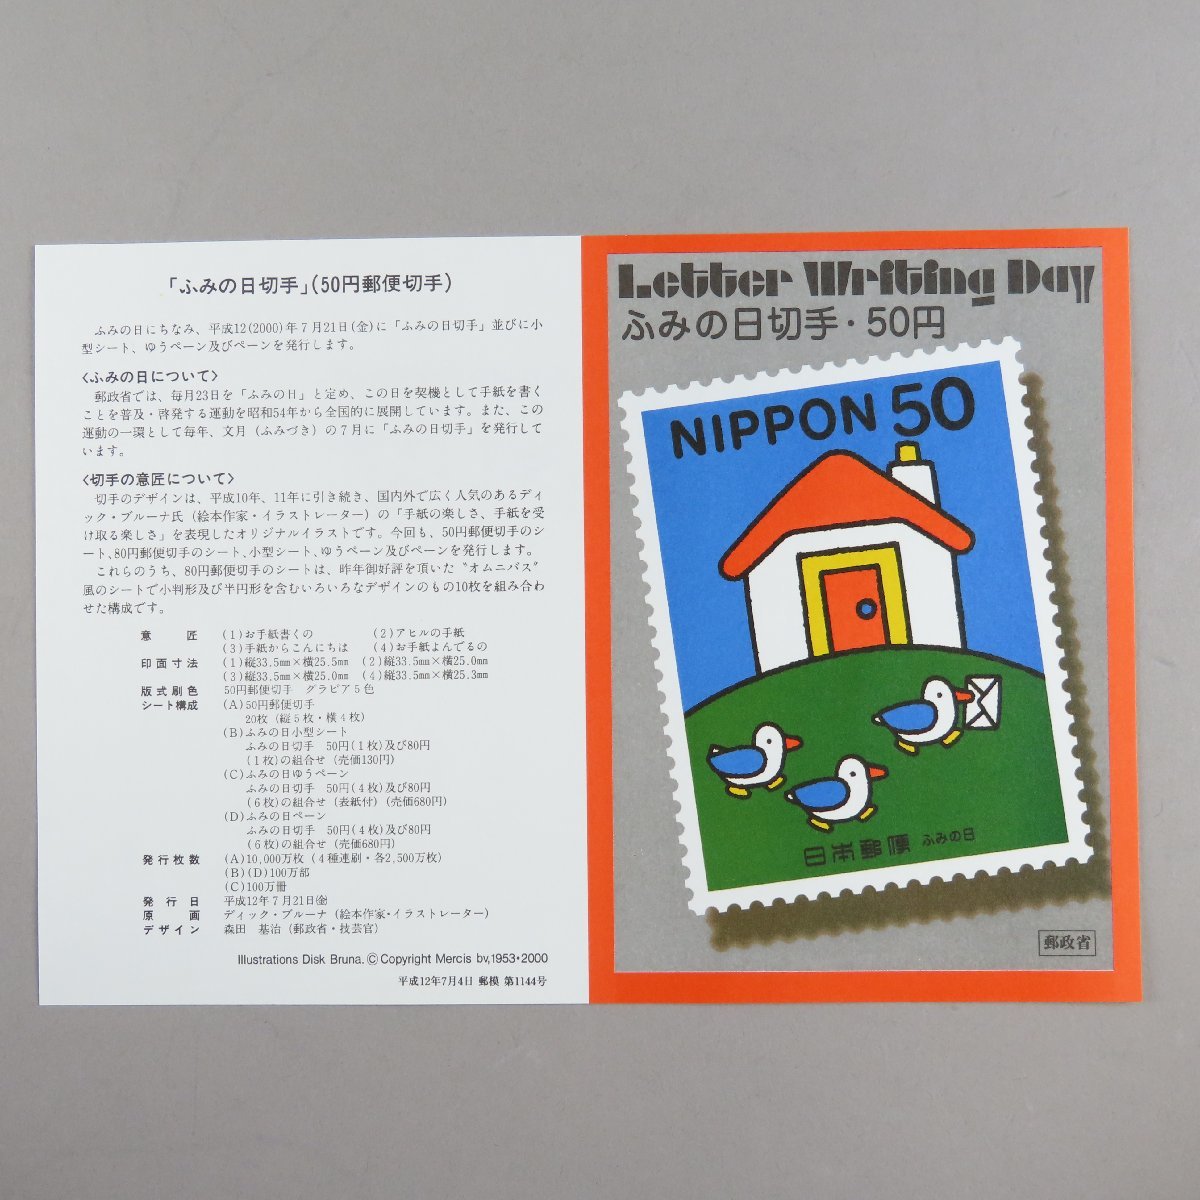 「ふみの日切手」(50円郵便切手)
ふみの日にちなみ、平成12(2000)年7月21日(金)に「ふみの日切手」並びに小
型シート、ゆうペーン及びペーンを発行します。
〈ふみの日について〉
郵政省では、毎月23日を「ふみの日」と定め、この日を契機として手紙を書く
ことを普及・啓発する運動を昭和54年から全国的に展開しています。また、この
運動の一環として毎年、文月(ふみづき)の7月に「ふみの日切手」を発行して
います。
〈切手の意匠について〉
切手のデザインは、平成10年、11年に引き続き、国内外で広く人気のあるディ
ック・ブルーナ氏(絵本作家・イラストレーター)の「手紙の楽しさ、手紙を受
け取る楽しさ」を表現したオリジナルイラストです。今回も、50円郵便切手のシ
ート、80円郵便切手のシート、小型シート、ゆうペーン及びペーンを発行します。
これらのうち、80円郵便切手のシートは、昨年御好評を頂いた〝オムニバス〟
風のシートで小判形及び半円形を含むいろいろなデザインのもの10枚を組み合わ
せた構成です。
意匠 (1)お手紙書くの (2)アヒルの手紙
(3)手紙からこんにちは (4)お手紙よんでるの
印面寸法 (1)縦33.5㎜×横25.5㎜ (2)縦33.5㎜×横25.0㎜
(3)縦33.5㎜×横25.0㎜ (4)縦33.5㎜×横25.3㎜
版式刷色 50円郵便切手 グラビア5色
シート構成 (A)50円郵便切手
20枚(縦5枚・横4枚)
(B)ふみの日小型シート
ふみの日切手 50円(1枚)及び80円
(1枚)の組合せ(売価130円)
(C)ふみの日ゆうペーン
ふみの日切手 50円(4枚)及び80円
(6枚)の組合せ(表紙付)(売価680円)
(D)ふみの日ペーン
ふみの日切手 50円(4枚)及び80円
(6枚)の組合せ(売価680円)
発行枚数 (A)10,000万枚(4種連刷・各2,500万枚)
(B)(D)100万部
(C)100万冊
発行日 平成12年7月21日㈮
原画 ディック・ブルーナ(絵本作家・イラストレーター)
デザイン 森田 基治(郵政省・技芸官)
Illustrations Disk Bruna.©Copyright Mercis bv,1953・2000
平成12年7月4日 郵模 第1144号
Letter Writing Day
ふみの日切手・50円
NIPPON 50
日本郵便 ふみの日
郵政省